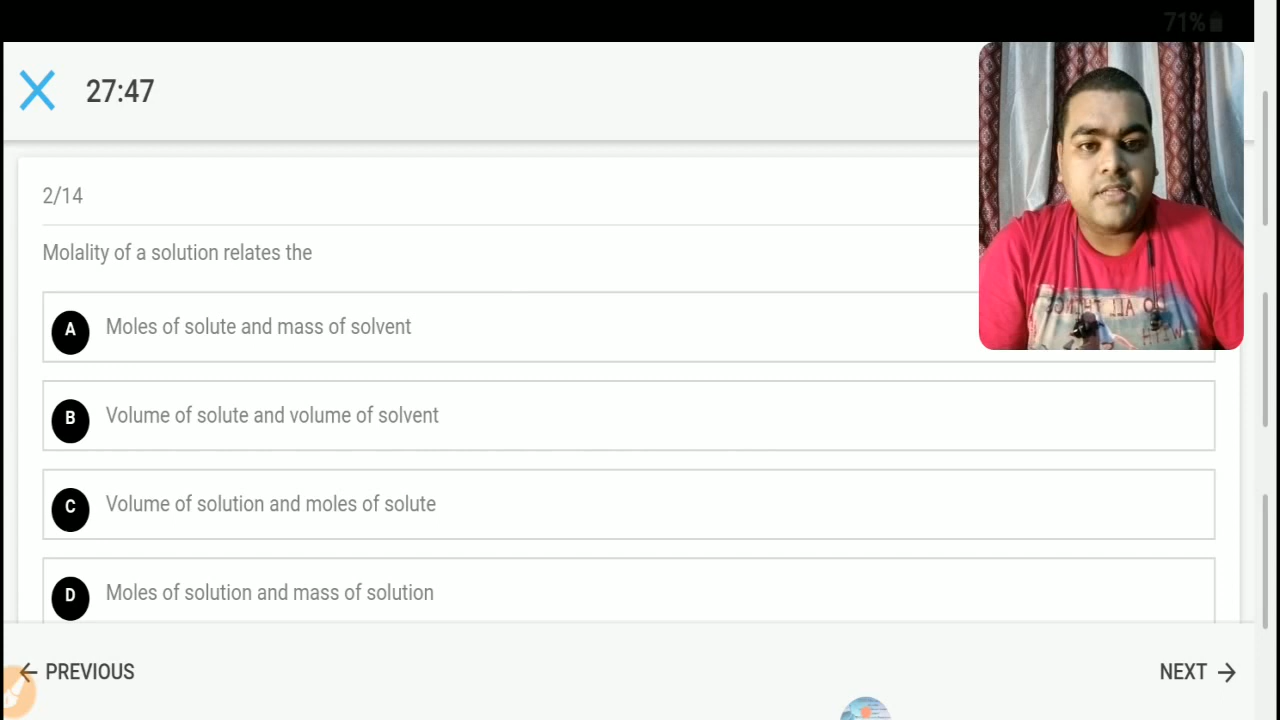 71%
27:47
2/14
Molality of a solution relates the
A Moles of solute and mass of solvent
B Volume of solute and volume of solvent
C Volume of solution and moles of solute
D Moles of solution and mass of solution
← PREVIOUS
NEXT →